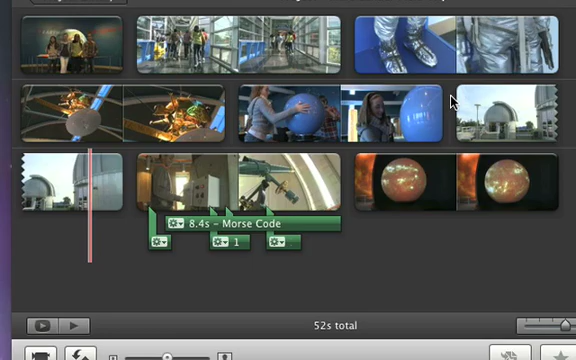 8.4s – Morse Code
1
52s total